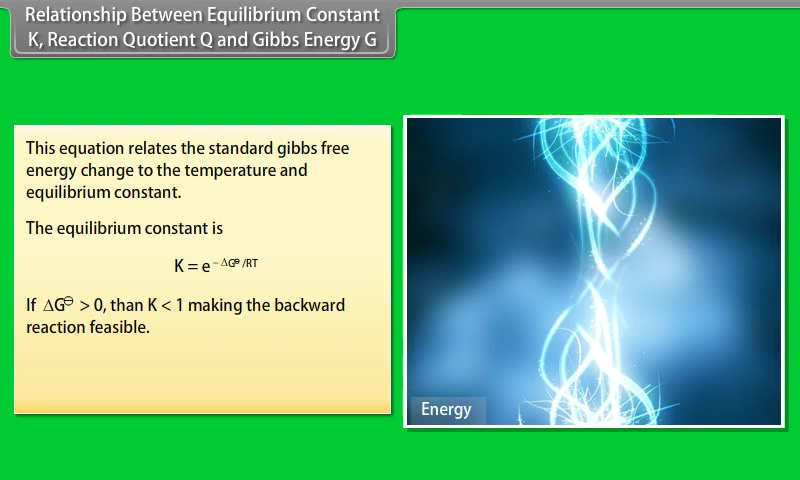 Relationship Between Equilibrium Constant
K, Reaction Quotient Q and Gibbs Energy G
This equation relates the standard gibbs free
energy change to the temperature and
equilibrium constant.
The equilibrium constant is
K = e^{-ΔG^⊖/RT}
If ΔG^⊖ > 0, than K < 1 making the backward
reaction feasible.
Energy